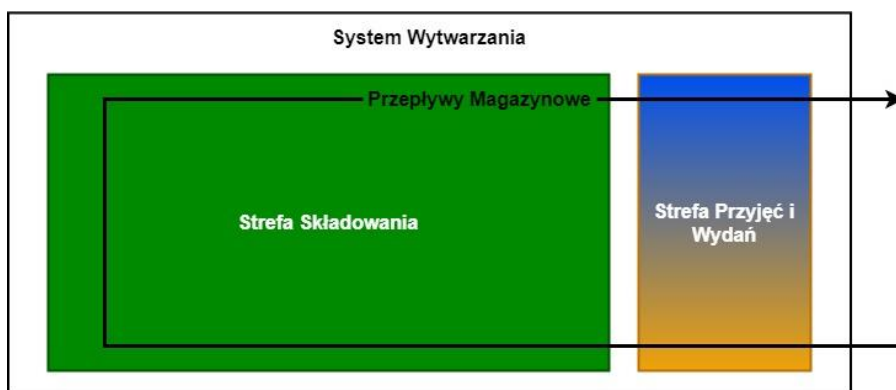 System Wytwarzania
Przepływy Magazynowe
Strefa Składowania
Strefa Przyjęć i
Wydań